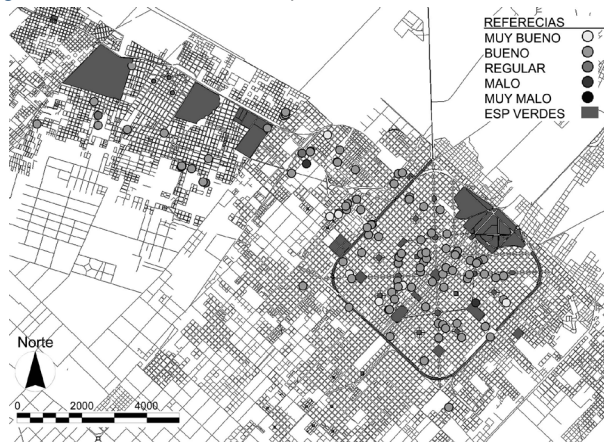 REFERECIAS
MUY BUENO
BUENO
REGULAR
MALO
MUY MALO
ESP VERDES
Norte
0 2000 4000